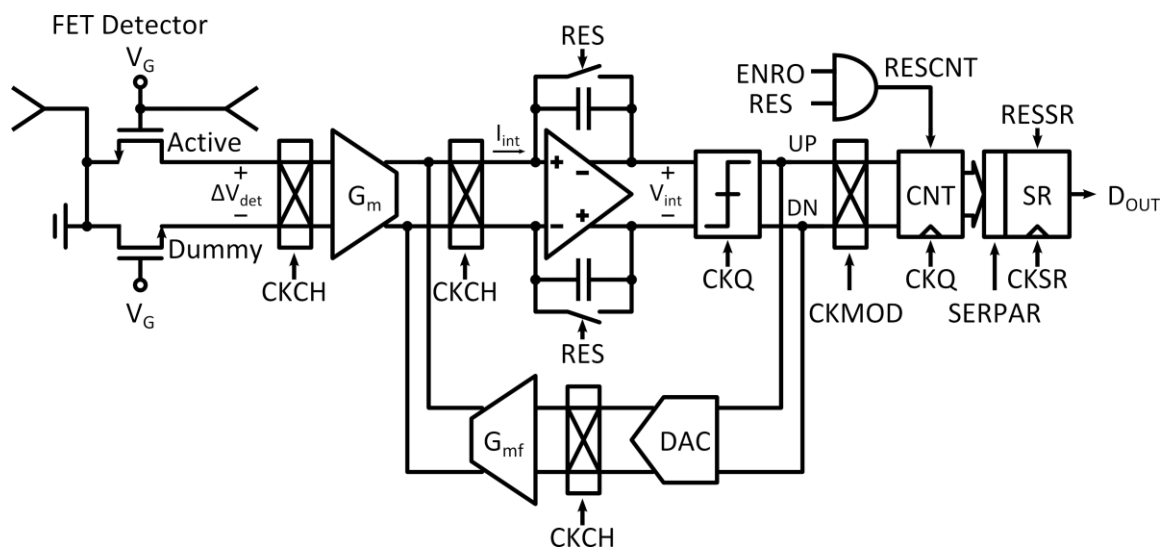 FET Detector
V_G
Active
+
ΔV_det
−
Dummy
V_G
CKCH
G_m
CKCH
I_int
RES
+
−
−
+
RES
+
V_int
−
CKQ
UP
DN
CKMOD
ENRO
RES
RESCNT
CNT
CKQ
SERPAR
RESSR
SR
CKSR
D_OUT
G_mf
CKCH
DAC